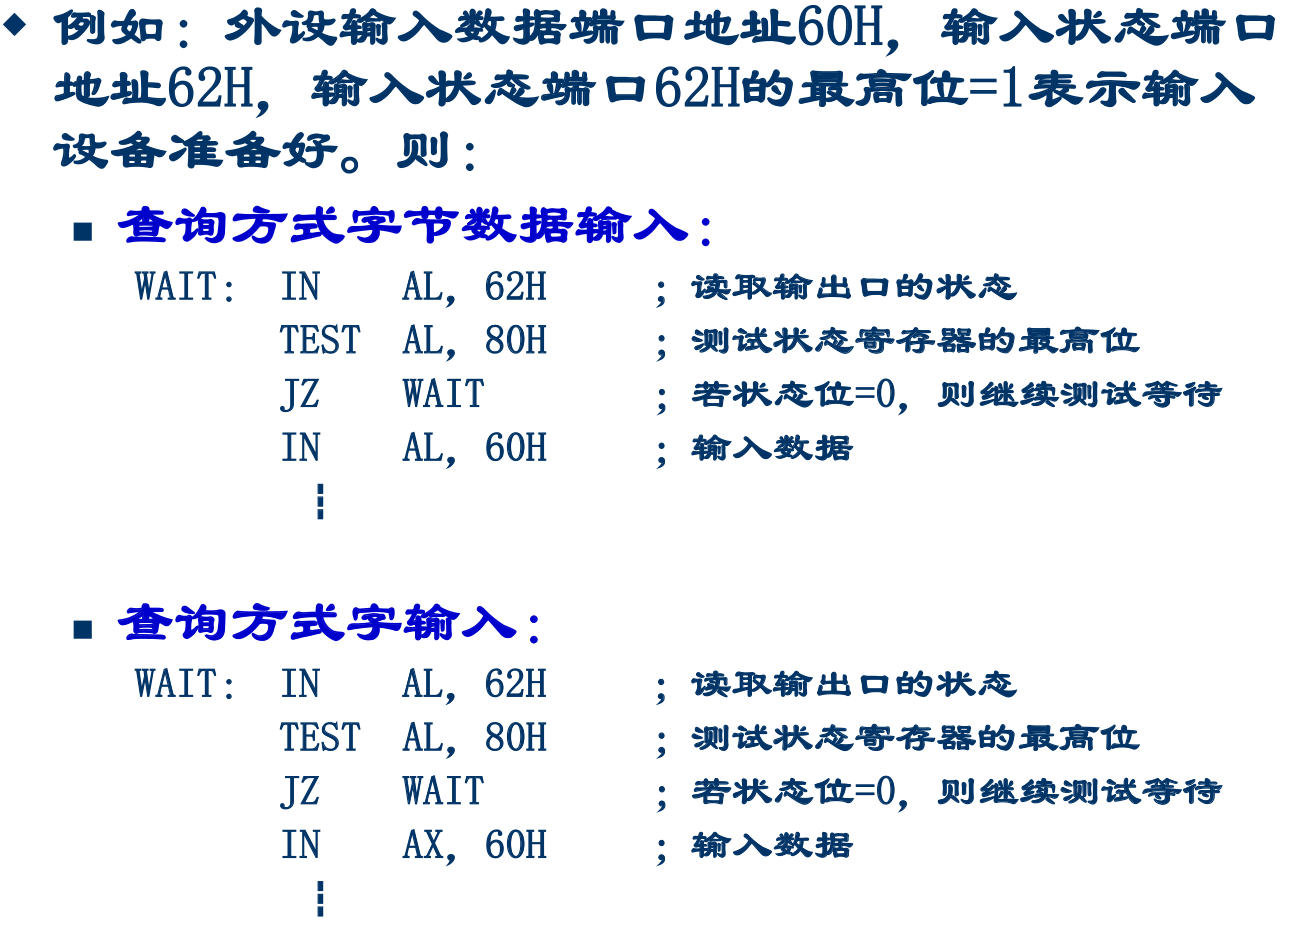 例如：外设输入数据端口地址60H，输入状态端口
地址62H，输入状态端口62H的最高位=1表示输入
设备准备好。则：
查询方式字节数据输入：
WAIT: IN AL, 62H ; 读取输出口的状态
TEST AL, 80H ; 测试状态寄存器的最高位
JZ WAIT ; 若状态位=0，则继续测试等待
IN AL, 60H ; 输入数据
┇
查询方式字输入：
WAIT: IN AL, 62H ; 读取输出口的状态
TEST AL, 80H ; 测试状态寄存器的最高位
JZ WAIT ; 若状态位=0，则继续测试等待
IN AX, 60H ; 输入数据
┇